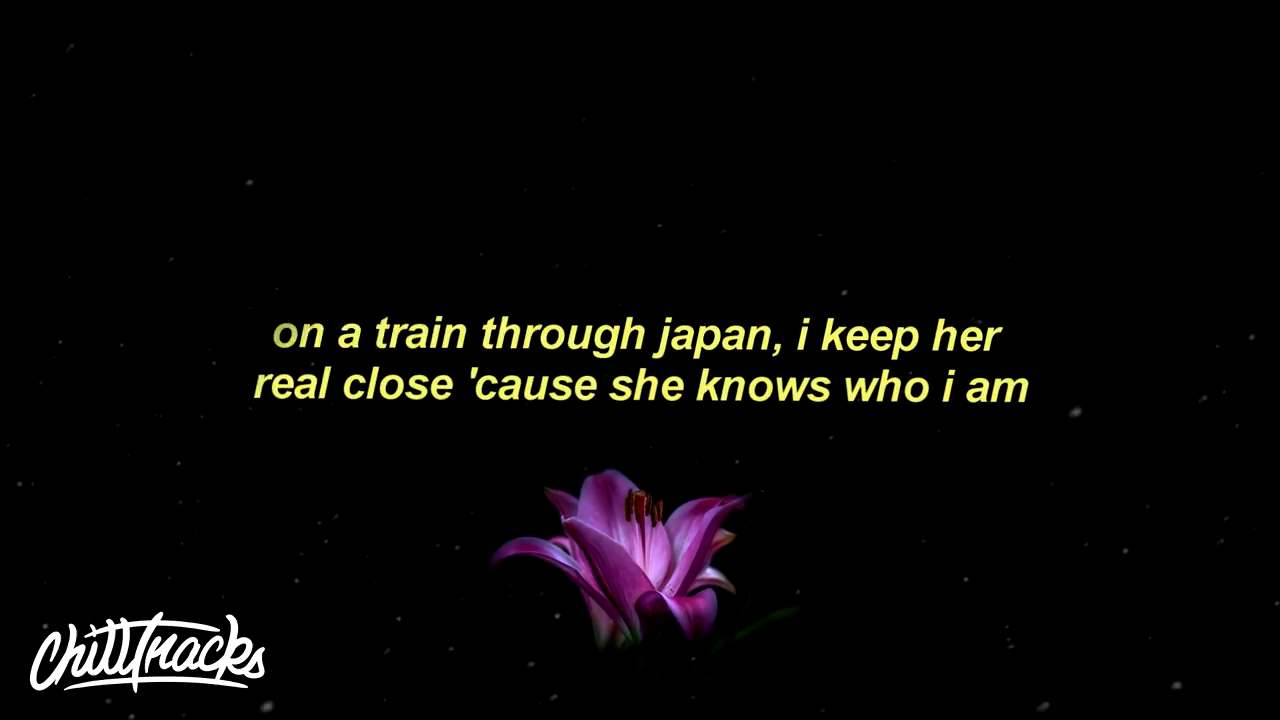 on a train through japan, i keep her
real close 'cause she knows who i am
ChillTracks